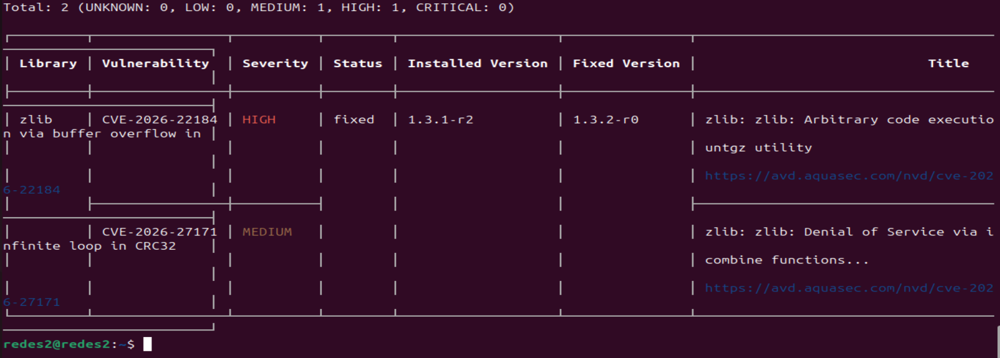 Total: 2 (UNKNOWN: 0, LOW: 0, MEDIUM: 1, HIGH: 1, CRITICAL: 0)
Library Vulnerability Severity Status Installed Version Fixed Version Title
zlib CVE-2026-22184 HIGH fixed 1.3.1-r2 1.3.2-r0 zlib: zlib: Arbitrary code executio
n via buffer overflow in
untgz utility
https://avd.aquasec.com/nvd/cve-202
6-22184
CVE-2026-27171 MEDIUM zlib: zlib: Denial of Service via i
nfinite loop in CRC32
combine functions...
https://avd.aquasec.com/nvd/cve-202
6-27171
redes2@redes2:~$